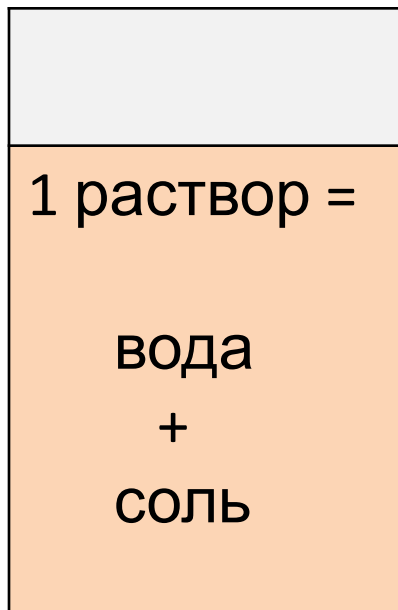 1 раствор =
вода
+
соль